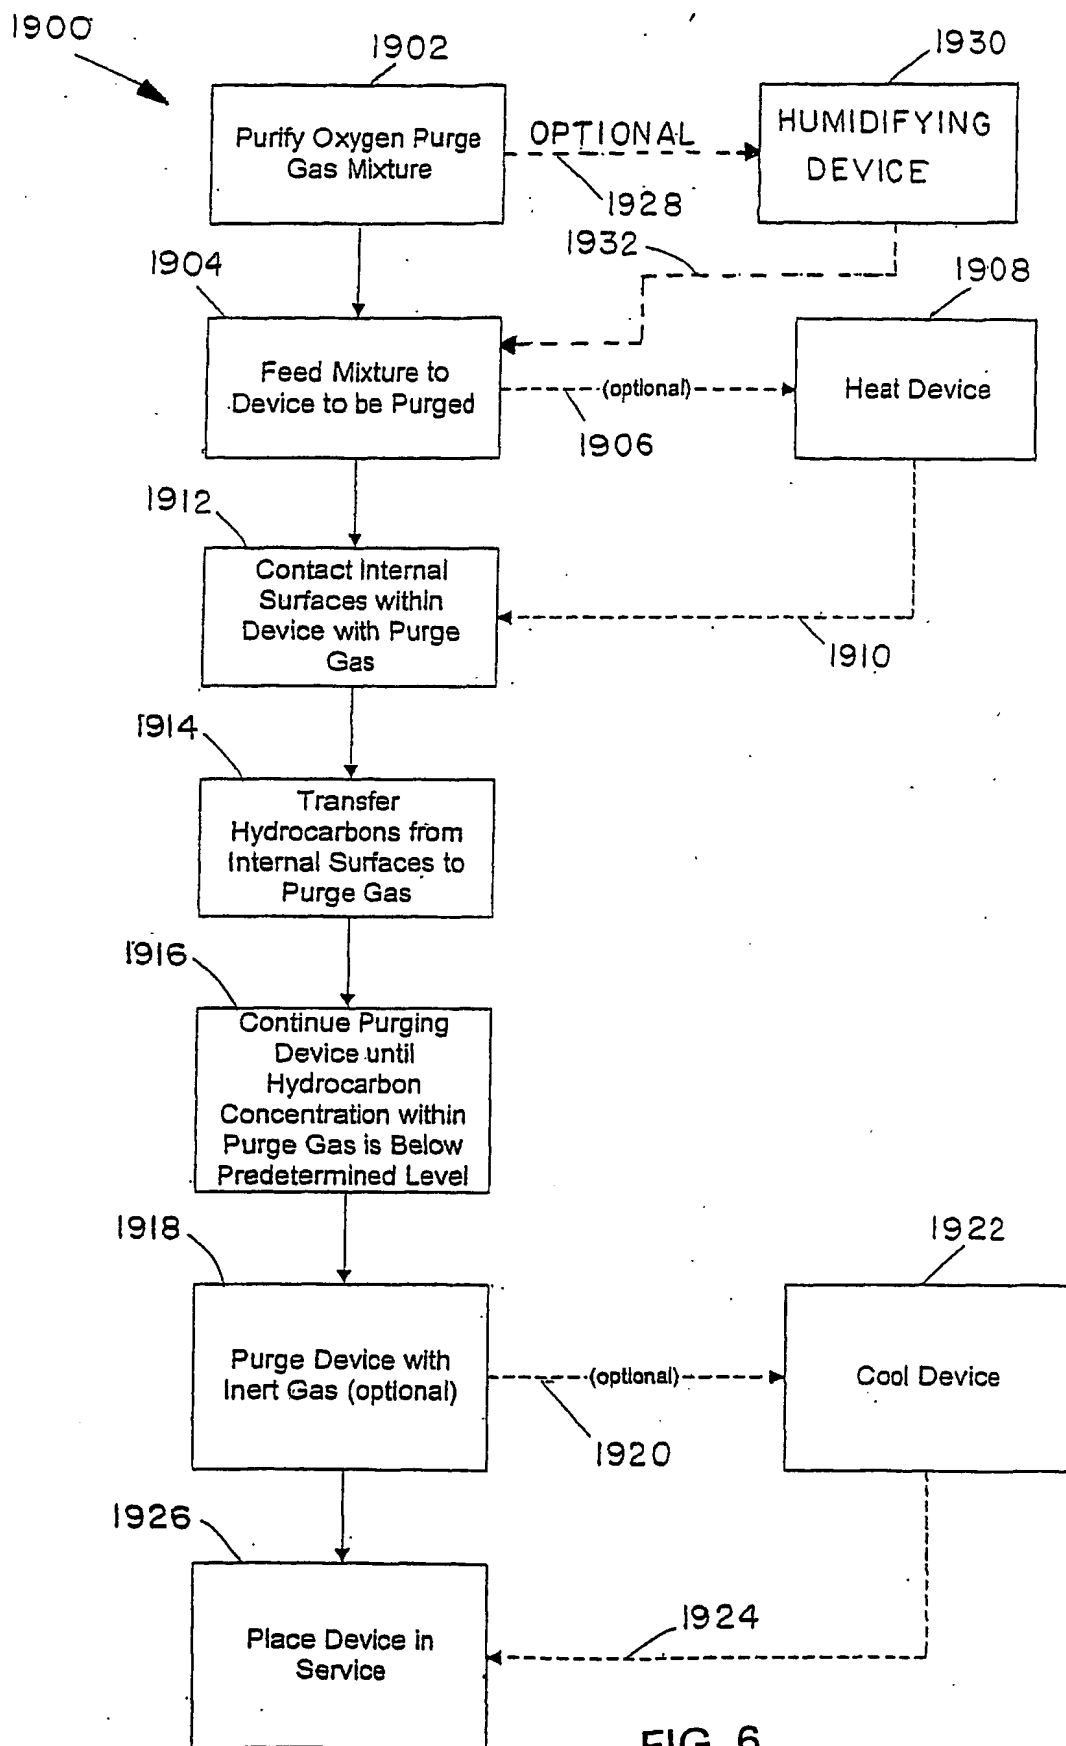 1900
1902
1930
Purify Oxygen Purge
Gas Mixture
OPTIONAL
1928
HUMIDIFYING
DEVICE
1932
1904
1908
Feed Mixture to
Device to be Purged
(optional)
1906
Heat Device
1912
Contact Internal
Surfaces within
Device with Purge
Gas
1910
1914
Transfer
Hydrocarbons from
Internal Surfaces to
Purge Gas
1916
Continue Purging
Device until
Hydrocarbon
Concentration within
Purge Gas is Below
Predetermined Level
1918
1922
Purge Device with
Inert Gas (optional)
(optional)
1920
Cool Device
1926
1924
Place Device in
Service
FIG. 6